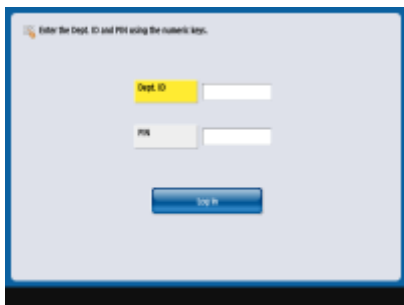 Enter the Dept. ID and PIN using the numeric keys.
Dept. ID
PIN
Log In